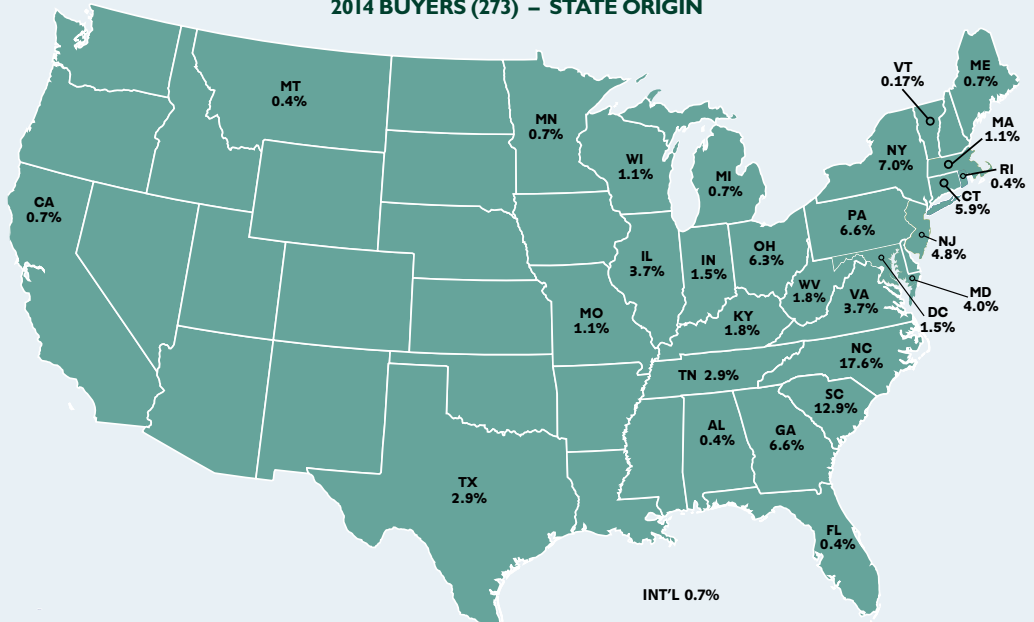 2014 BUYERS (273) – STATE ORIGIN
MT
0.4%
MN
0.7%
WI
1.1%
MI
0.7%
VT
0.17%
ME
0.7%
MA
1.1%
NY
7.0%
RI
0.4%
CT
5.9%
CA
0.7%
PA
6.6%
NJ
4.8%
IL
3.7%
IN
1.5%
OH
6.3%
WV
1.8%
VA
3.7%
MD
4.0%
DC
1.5%
MO
1.1%
KY
1.8%
NC
17.6%
TN 2.9%
SC
12.9%
AL
0.4%
GA
6.6%
TX
2.9%
FL
0.4%
INT'L 0.7%